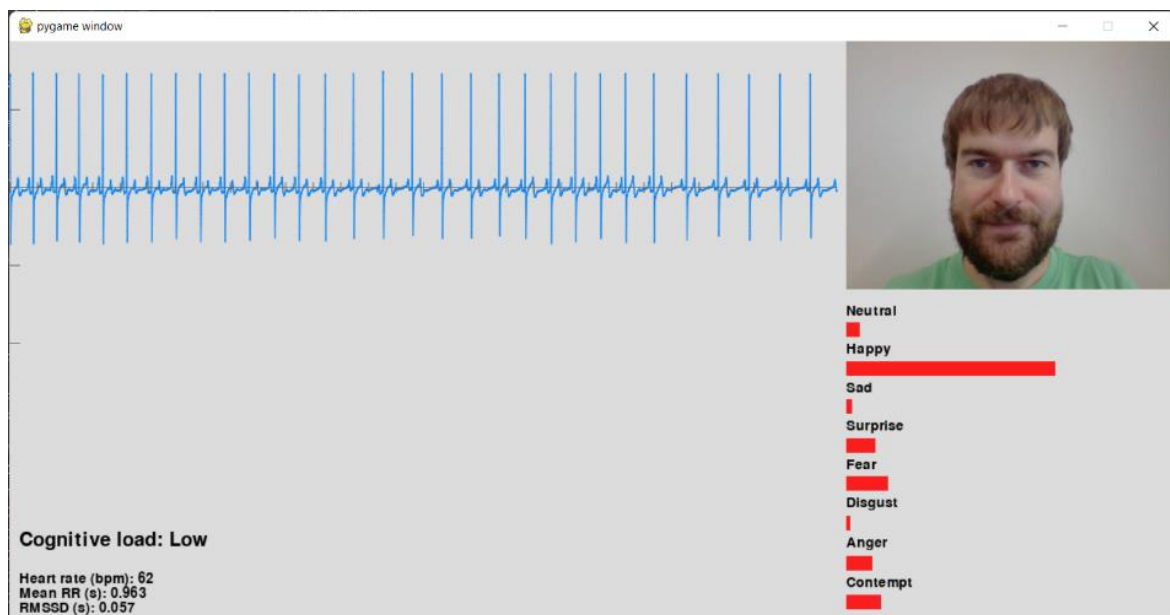 pygame window
Neutral
Happy
Sad
Surprise
Fear
Disgust
Anger
Contempt
Cognitive load: Low
Heart rate (bpm): 62
Mean RR (s): 0.963
RMSSD (s): 0.057